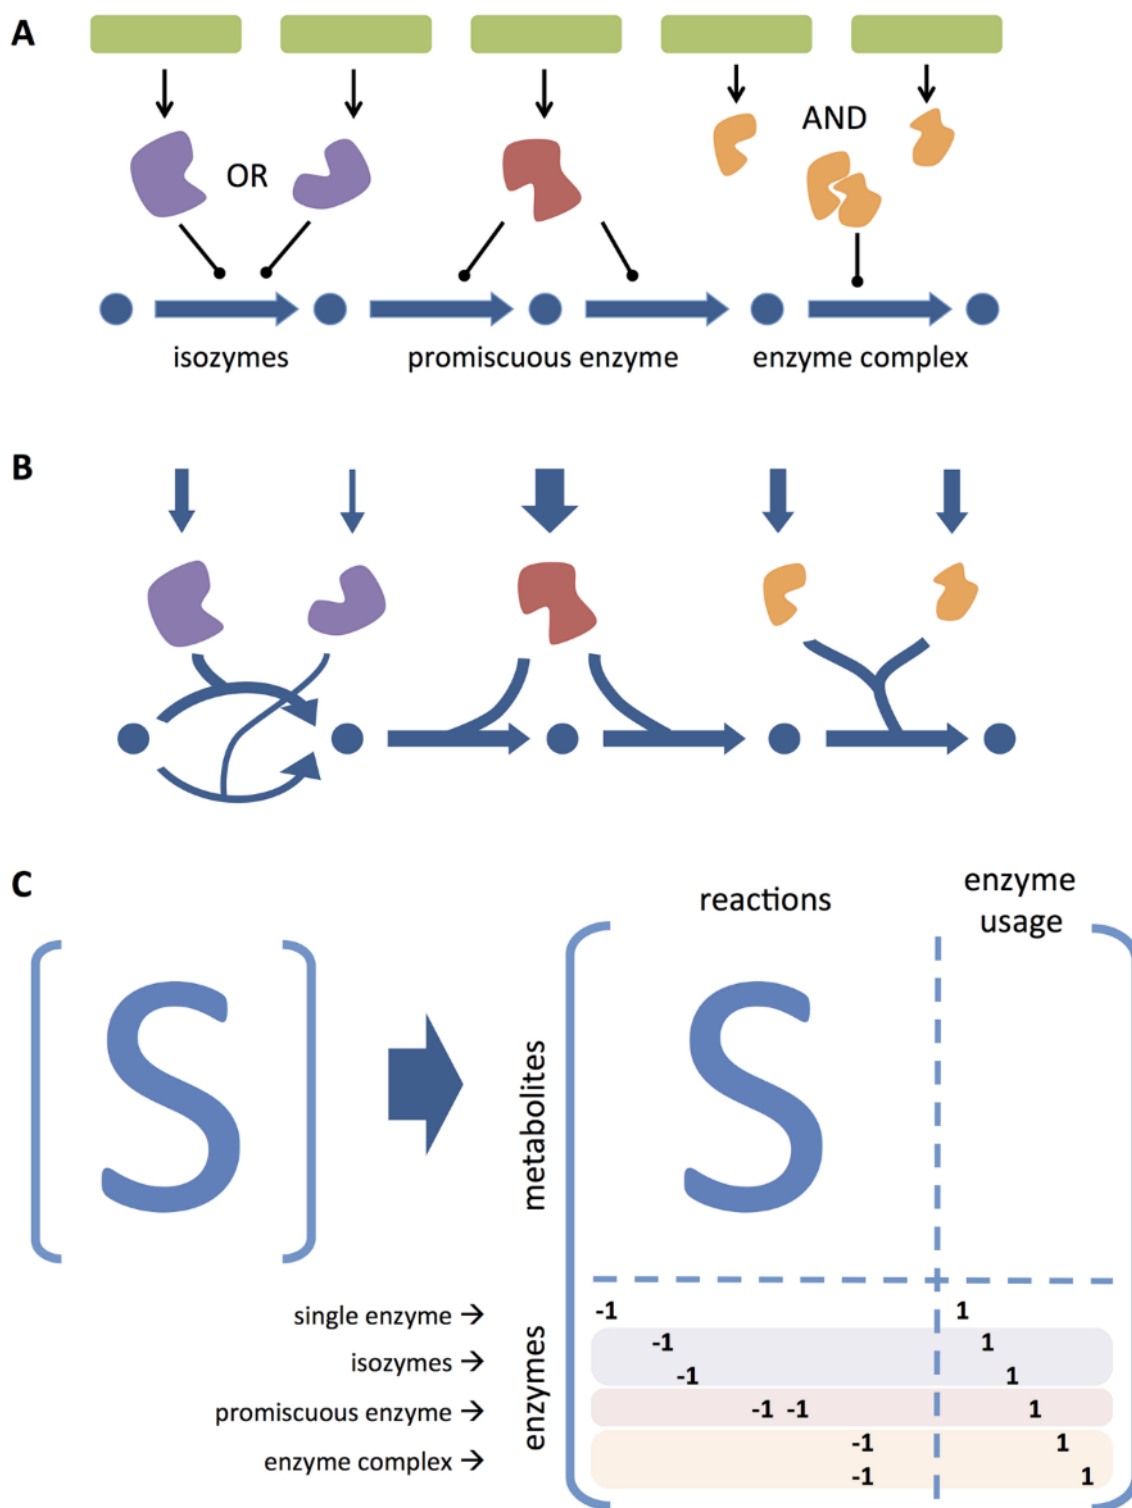 A
OR
AND
isozymes
promiscuous enzyme
enzyme complex
B
C
reactions
enzyme
usage
S
S
metabolites
enzymes
single enzyme →
-1 1
isozymes →
-1 1
-1 1
promiscuous enzyme →
-1 -1 1
enzyme complex →
-1 1
-1 1